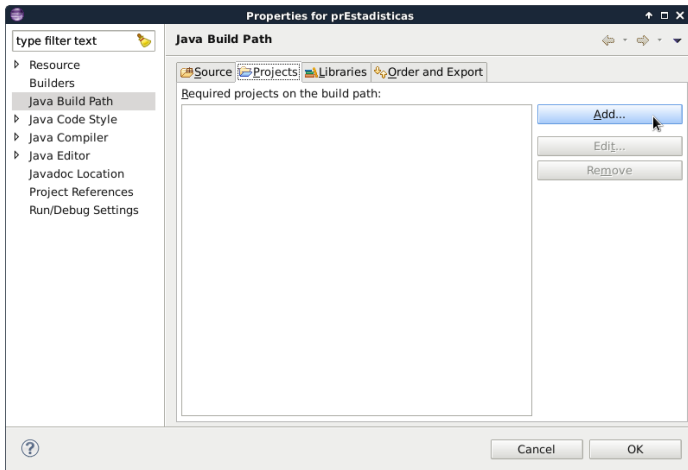 Properties for prEstadisticas
type filter text
Java Build Path
Resource
Builders
Java Build Path
Java Code Style
Java Compiler
Java Editor
Javadoc Location
Project References
Run/Debug Settings
Source Projects Libraries Order and Export
Required projects on the build path:
Add...
Edit...
Remove
Cancel OK